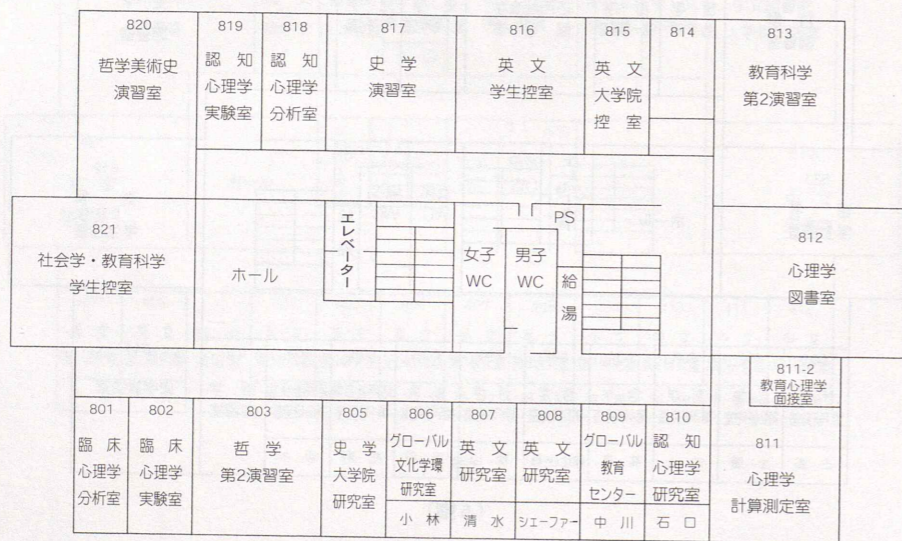 820
哲学美術史
演習室
819
認知
心理学
実験室
818
認知
心理学
分析室
817
史学
演習室
816
英文
学生控室
815
英文
大学院
控室
814
813
教育科学
第2演習室
821
社会学・教育科学
学生控室
ホール
エレベーター
女子
WC
男子
WC
PS
給湯
812
心理学
図書室
811-2
教育心理学
面接室
801
臨床
心理学
分析室
802
臨床
心理学
実験室
803
哲学
第2演習室
805
史学
大学院
研究室
806
グローバル
文化学環
研究室
小林
807
英文
研究室
清水
808
英文
研究室
シェーファー
809
グローバル
教育
センター
中川
810
認知
心理学
研究室
石口
811
心理学
計算測定室